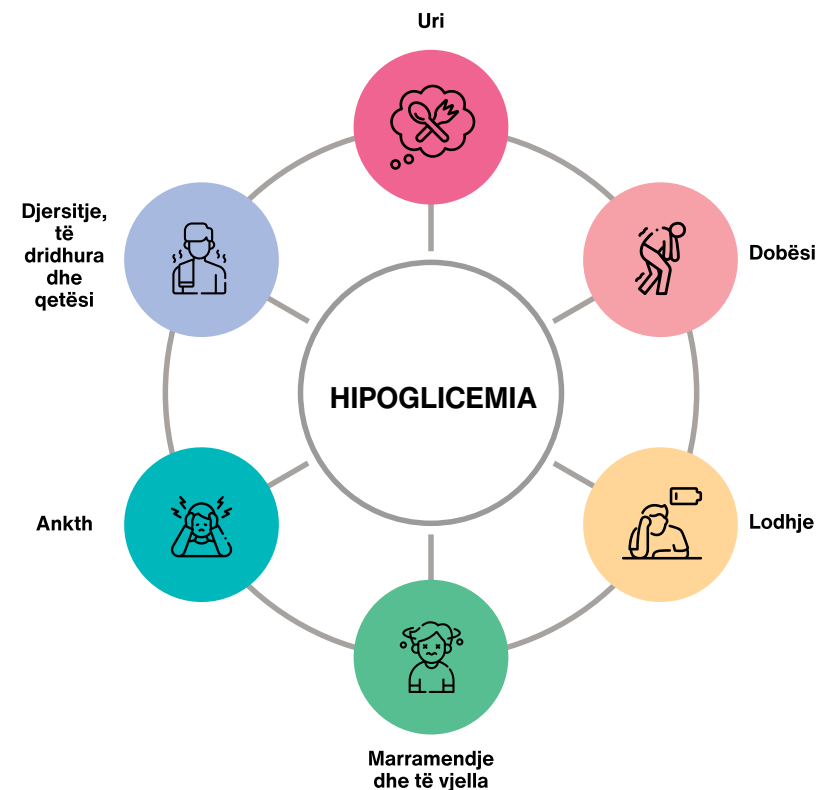 Uri
Dobësi
Lodhje
Marramendje
dhe të vjella
Ankth
Djersitje,
të
dridhura
dhe
qetësi
HIPOGLICEMIA